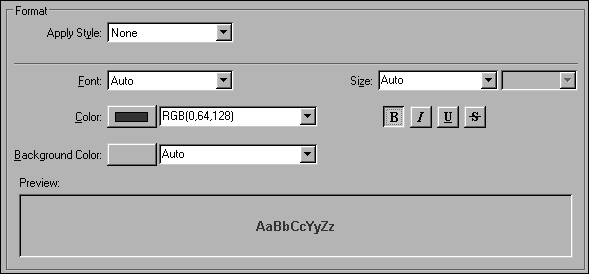 Format
Apply Style: None
Font: Auto Size: Auto
Color: RGB(0,64,128) B I U S
Background Color: Auto
Preview:
AaBbCcYyZz